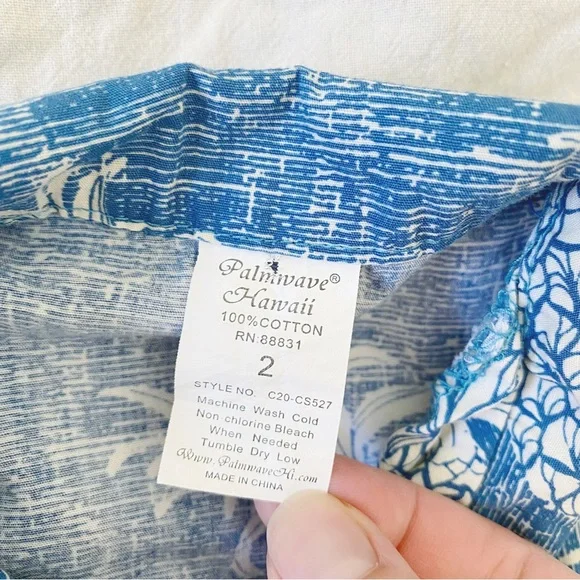 Palmwave®
Hawaii
100%COTTON
RN:88831
2
STYLE NO. C20-CS527
Machine Wash Cold
Non chlorine Bleach
When Needed
Tumble Dry Low
Www.PalmwaveHi.com
MADE IN CHINA